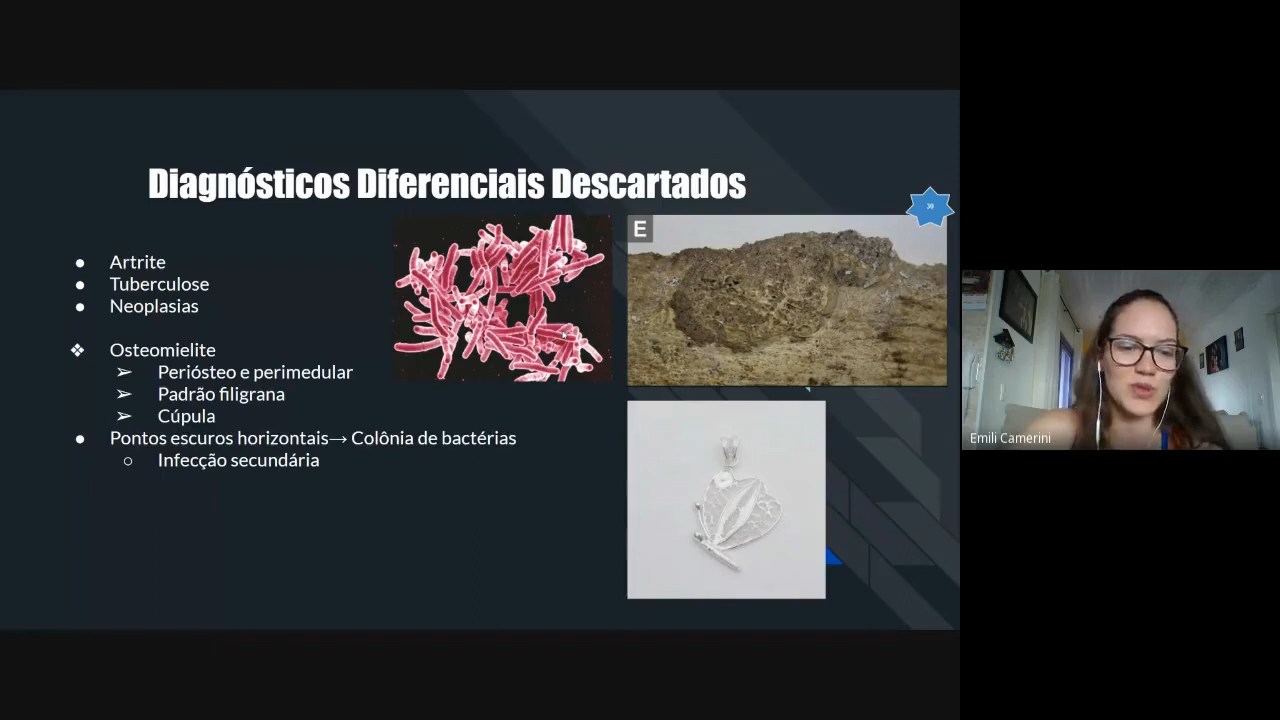 Diagnósticos Diferenciais Descartados
30
E
● Artrite
● Tuberculose
● Neoplasias
❖ Osteomielite
➢ Periósteo e perimedular
➢ Padrão filigrana
➢ Cúpula
● Pontos escuros horizontais→ Colônia de bactérias
○ Infecção secundária
Emili Camerini